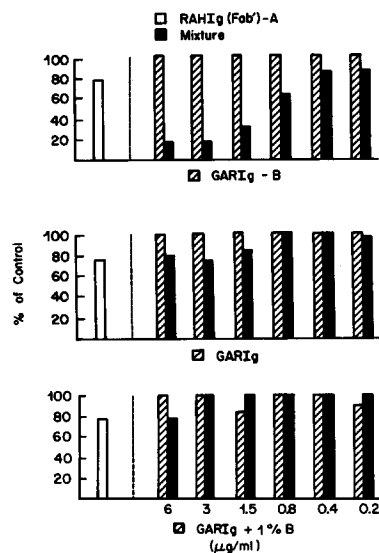 RAHIg (Fab')-A
Mixture
100
80
60
40
20
GARIg - B
% of Control
100
80
60
40
20
GARIg
100
80
60
40
20
6 3 1.5 0.8 0.4 0.2
GARIg + 1% B
(µg/ml)